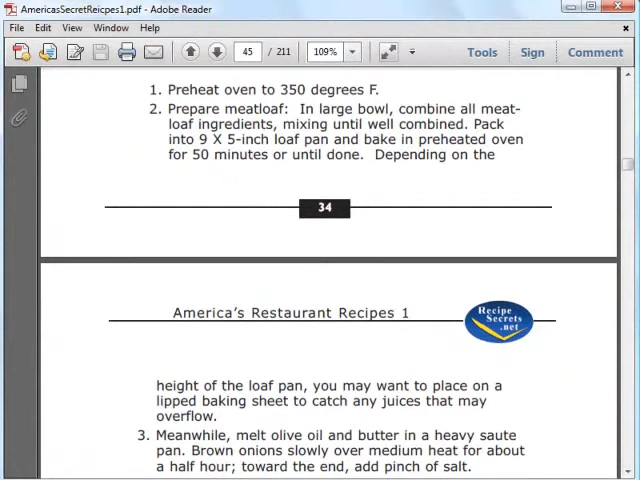 AmericasSecretReicpes1.pdf - Adobe Reader
File Edit View Window Help
45 / 211 109% Tools Sign Comment
1. Preheat oven to 350 degrees F.
2. Prepare meatloaf: In large bowl, combine all meat-
loaf ingredients, mixing until well combined. Pack
into 9 X 5-inch loaf pan and bake in preheated oven
for 50 minutes or until done. Depending on the
34
America's Restaurant Recipes 1
Recipe
Secrets
.net
height of the loaf pan, you may want to place on a
lipped baking sheet to catch any juices that may
overflow.
3. Meanwhile, melt olive oil and butter in a heavy saute
pan. Brown onions slowly over medium heat for about
a half hour; toward the end, add pinch of salt.